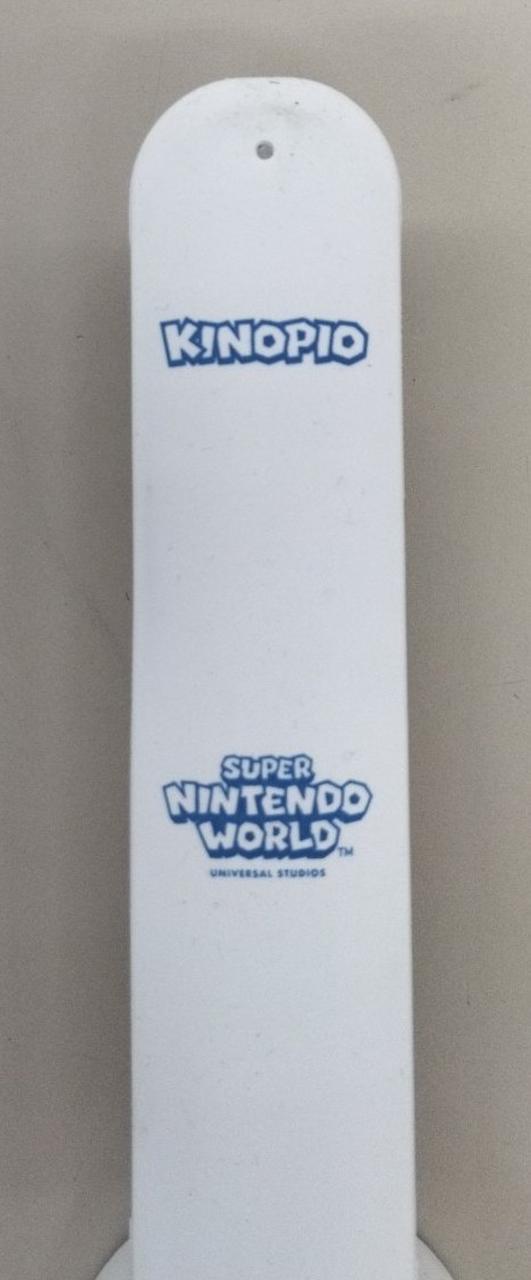 KINOPIO
SUPER
NINTENDO
WORLD™
UNIVERSAL STUDIOS